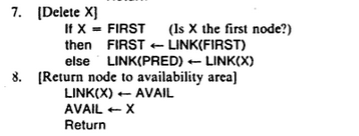 7. [Delete X]
If X = FIRST (Is X the first node?)
then FIRST ← LINK(FIRST)
else LINK(PRED) ← LINK(X)
8. [Return node to availability area]
LINK(X) ← AVAIL
AVAIL ← X
Return